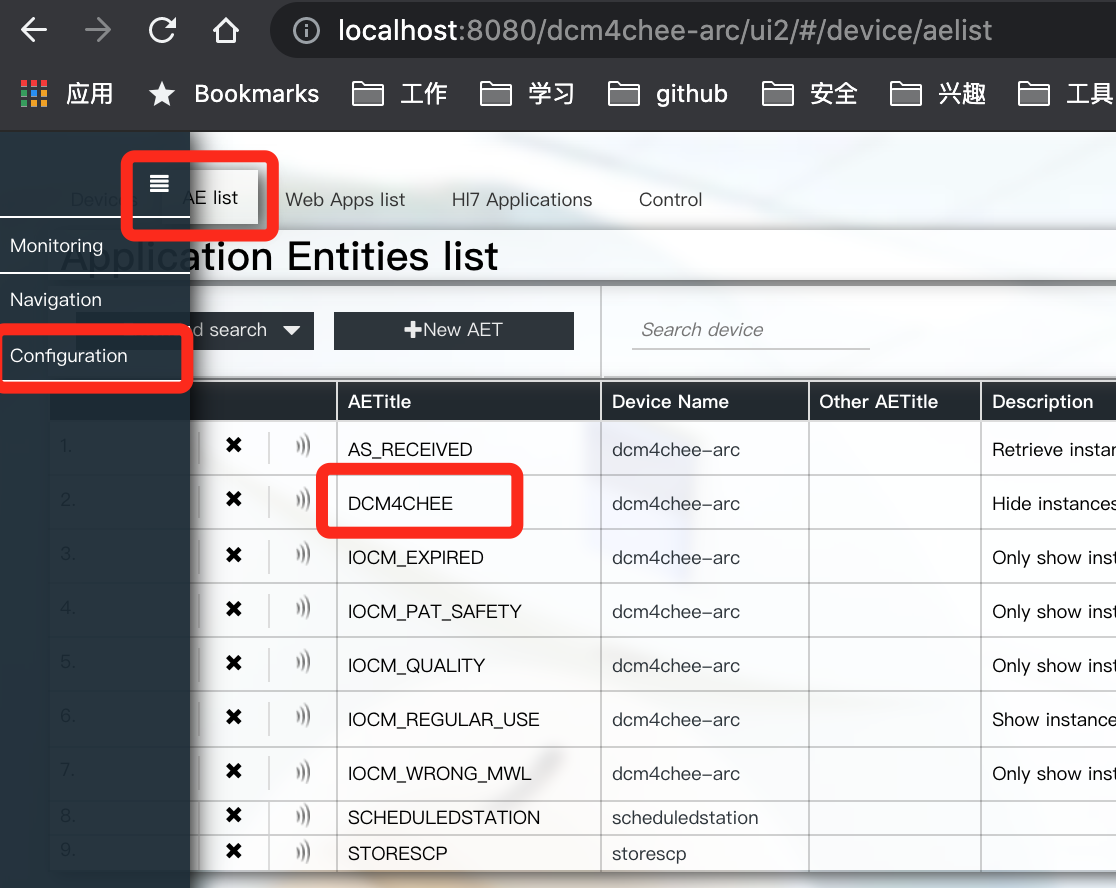 localhost:8080/dcm4chee-arc/ui2/#/device/aelist
应用 Bookmarks 工作 学习 github 安全 兴趣 工具
Devices AE list Web Apps list Hl7 Applications Control
Monitoring
Application Entities list
Navigation
d search +New AET Search device
Configuration
AETitle Device Name Other AETitle Description
1. AS_RECEIVED dcm4chee-arc Retrieve instan
2. DCM4CHEE dcm4chee-arc Hide instances
3. IOCM_EXPIRED dcm4chee-arc Only show inst
4. IOCM_PAT_SAFETY dcm4chee-arc Only show inst
5. IOCM_QUALITY dcm4chee-arc Only show inst
6. IOCM_REGULAR_USE dcm4chee-arc Show instance
7. IOCM_WRONG_MWL dcm4chee-arc Only show inst
8. SCHEDULEDSTATION scheduledstation
9. STORESCP storescp